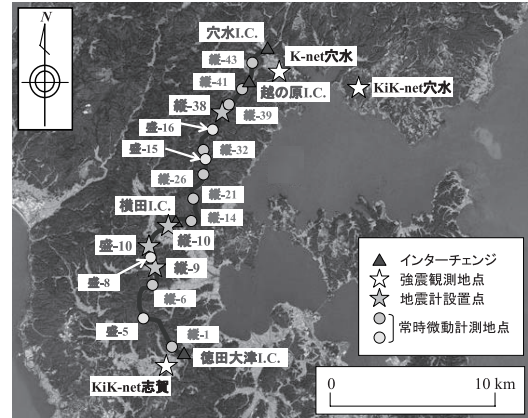 N
穴水I.C.
K-net穴水
縦-43
縦-41
越の原I.C.
KiK-net穴水
縦-38
縦-39
盛-16
盛-15
縦-32
縦-26
縦-21
横田I.C.
縦-14
盛-10
縦-10
縦-9
盛-8
縦-6
盛-5
縦-1
徳田大津I.C.
KiK-net志賀
インターチェンジ
強震観測地点
地震計設置点
常時微動計測地点
0
10 km